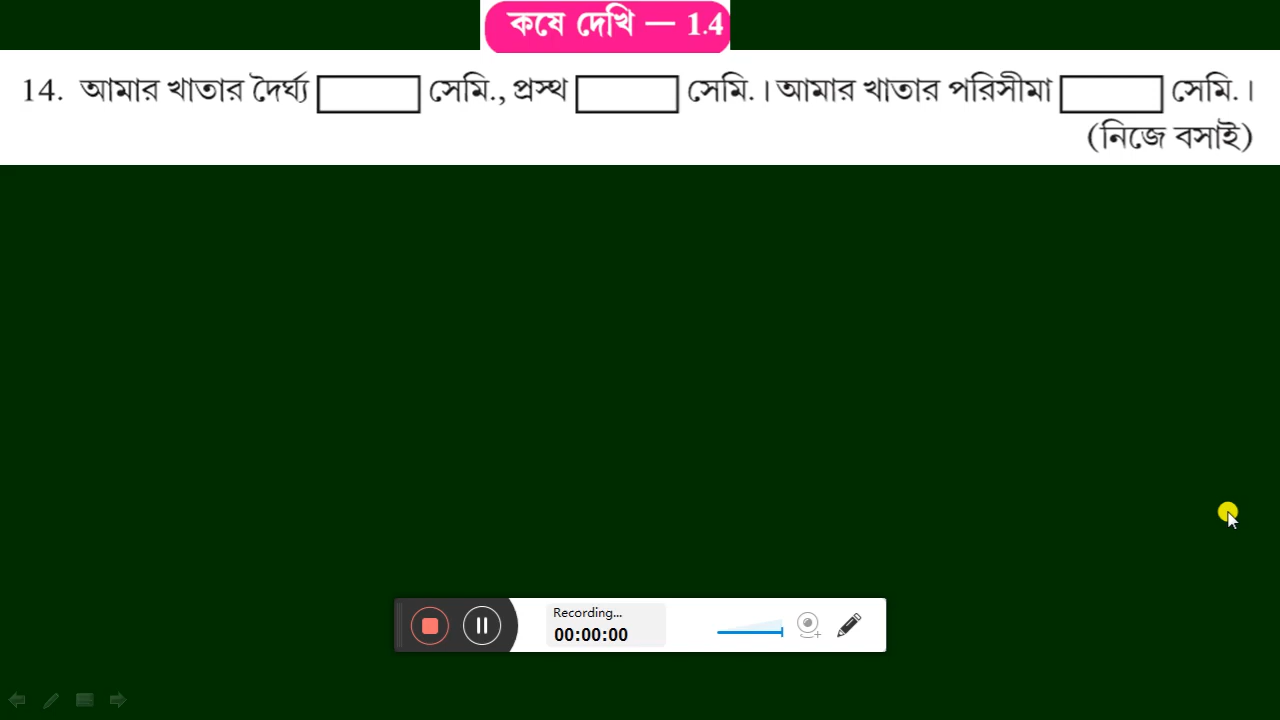 কষে দেখি — 1.4
14. আমার খাতার দৈর্ঘ্য সেমি., প্রস্থ সেমি.। আমার খাতার পরিসীমা সেমি.।
(নিজে বসাই)
Recording...
00:00:00